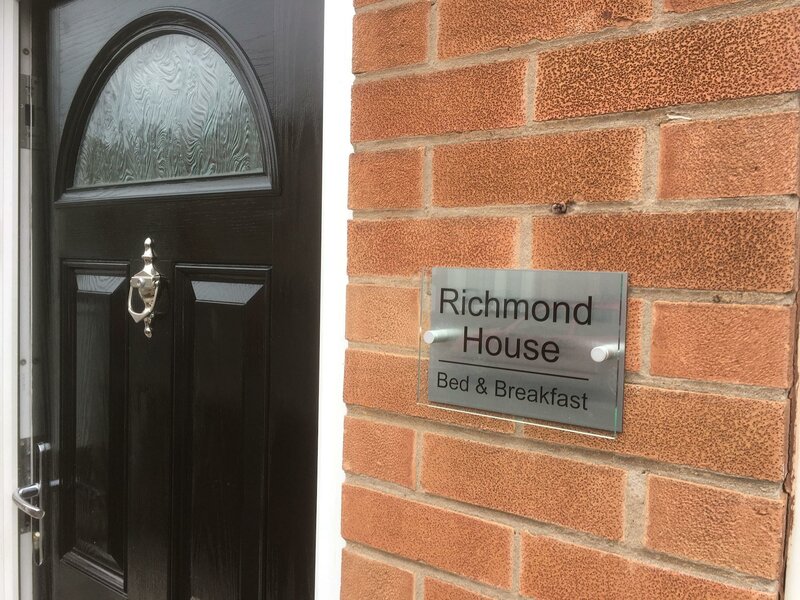 Richmond
House
Bed & Breakfast